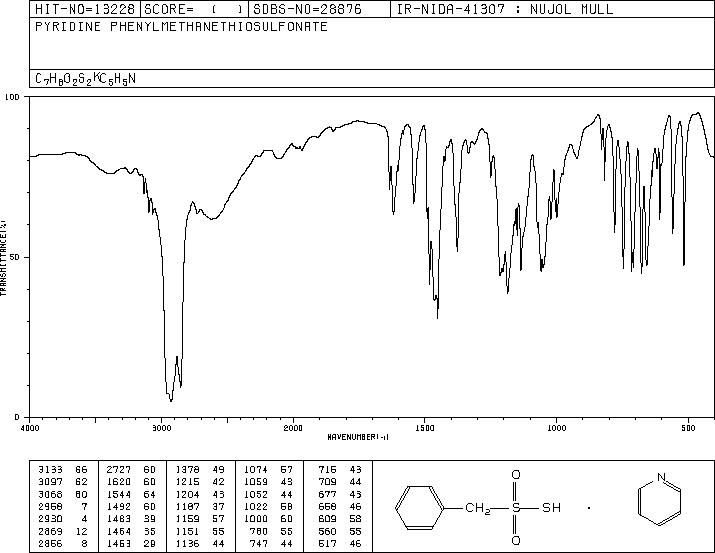 HIT-NO=13228 SCORE= ( ) SDBS-NO=28876 IR-NIDA-41307 : NUJOL MULL
PYRIDINE PHENYLMETHANETHIOSULFONATE
C7H8O2S2·C5H5N
100
50
0
TRANSMITTANCE(%)
4000 3000 2000 1500 1000 500
WAVENUMBER(-1)
3133 66 2727 60 1378 49 1074 57 715 43
3097 62 1620 60 1215 42 1059 43 709 44
3068 60 1544 64 1204 43 1052 44 677 43
2958 7 1492 60 1187 37 1022 58 658 46
2930 4 1483 39 1159 57 1000 60 609 58
2869 12 1464 35 1151 55 780 55 560 55
2856 8 1453 29 1136 44 747 44 517 46
O
CH2 S SH ·
O
N